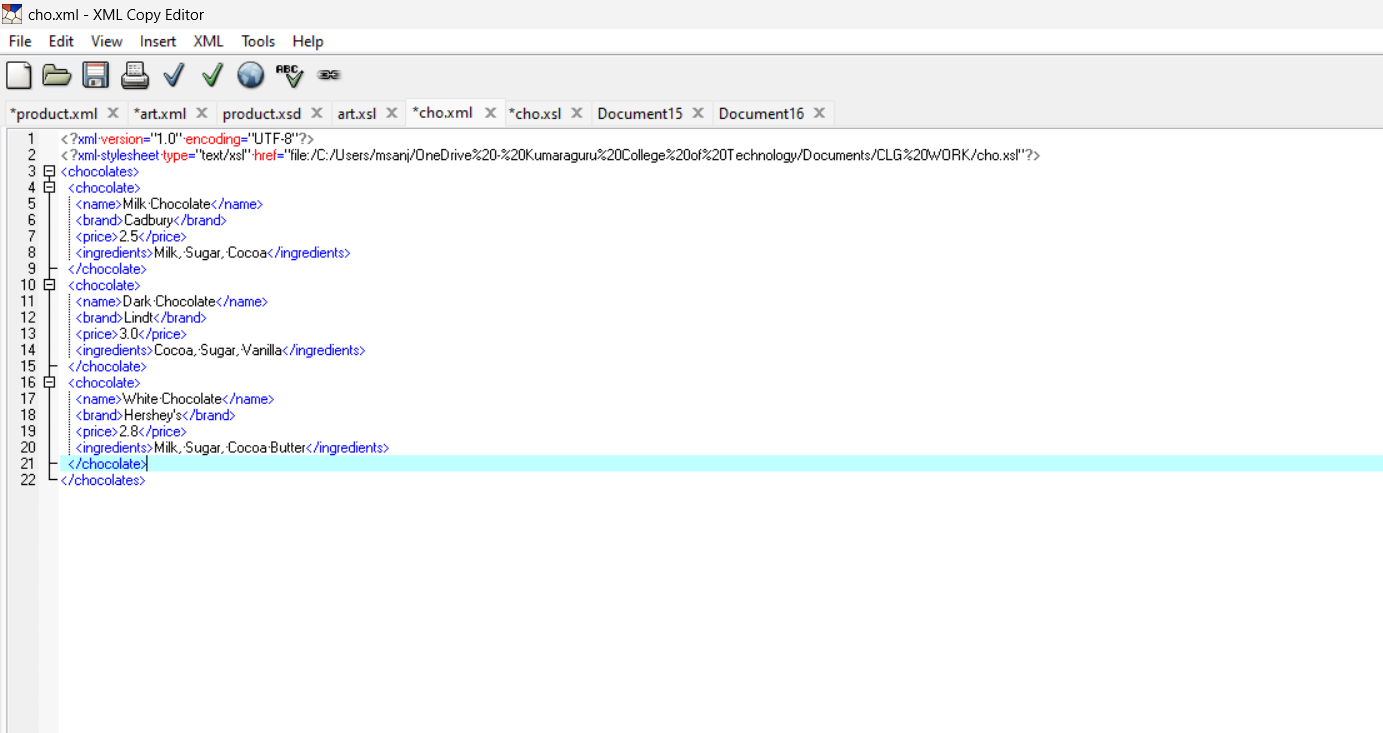 cho.xml - XML Copy Editor
File Edit View Insert XML Tools Help
ABC
*product.xml *art.xml product.xsd art.xsl *cho.xml *cho.xsl Document15 Document16
1 <?xml version="1.0" encoding="UTF-8"?>
2 <?xml-stylesheet type="text/xsl" href="file:/C:/Users/msanj/OneDrive%20-%20Kumaraguru%20College%20of%20Technology/Documents/CLG%20WORK/cho.xsl"?>
3 <chocolates>
4 <chocolate>
5 <name>Milk Chocolate</name>
6 <brand>Cadbury</brand>
7 <price>2.5</price>
8 <ingredients>Milk, Sugar, Cocoa</ingredients>
9 </chocolate>
10 <chocolate>
11 <name>Dark Chocolate</name>
12 <brand>Lindt</brand>
13 <price>3.0</price>
14 <ingredients>Cocoa, Sugar, Vanilla</ingredients>
15 </chocolate>
16 <chocolate>
17 <name>White Chocolate</name>
18 <brand>Hershey's</brand>
19 <price>2.8</price>
20 <ingredients>Milk, Sugar, Cocoa Butter</ingredients>
21 </chocolate>
22 </chocolates>